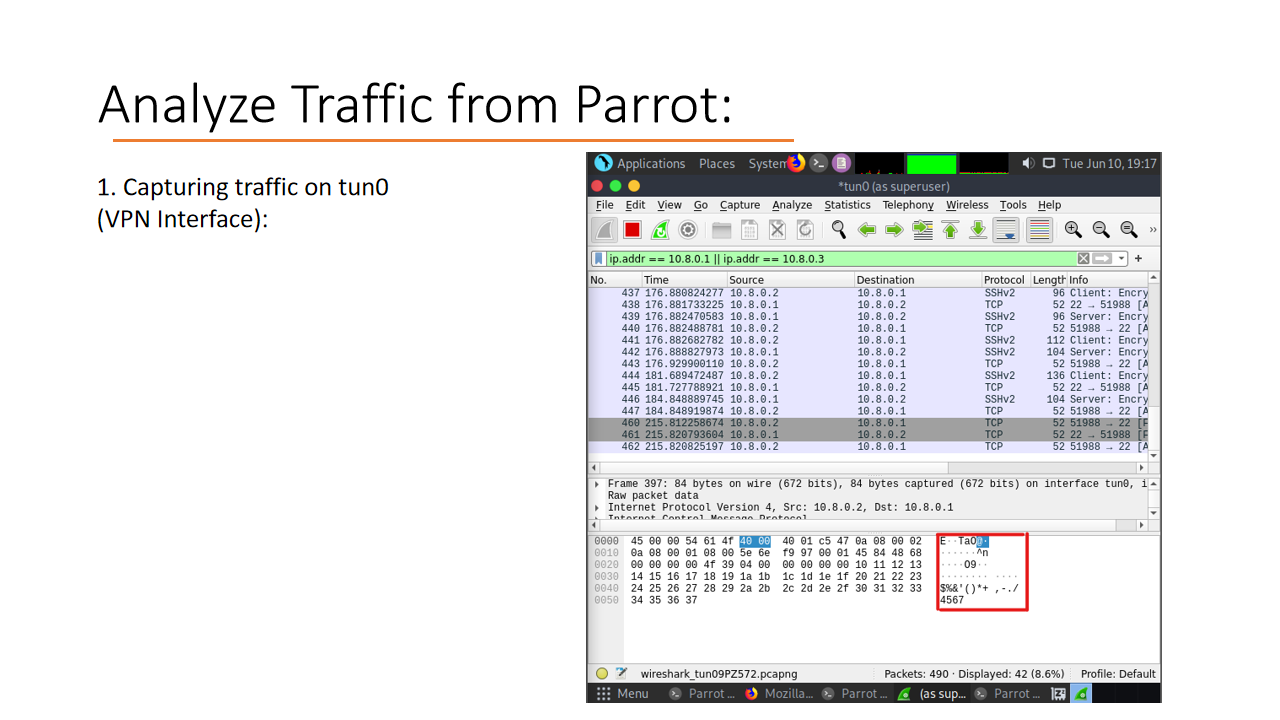 Analyze Traffic from Parrot:
1. Capturing traffic on tun0
(VPN Interface):
Applications Places System Tue Jun 10, 19:17
*tun0 (as superuser)
File Edit View Go Capture Analyze Statistics Telephony Wireless Tools Help
ip.addr == 10.8.0.1 || ip.addr == 10.8.0.3
No. Time Source Destination Protocol Length Info
437 176.880824277 10.8.0.2 10.8.0.1 SSHv2 96 Client: Encry
438 176.881733225 10.8.0.1 10.8.0.2 TCP 52 22 → 51988 [A
439 176.882470583 10.8.0.1 10.8.0.2 SSHv2 96 Server: Encry
440 176.882488781 10.8.0.2 10.8.0.1 TCP 52 51988 → 22 [A
441 176.882682782 10.8.0.2 10.8.0.1 SSHv2 112 Client: Encry
442 176.888827973 10.8.0.1 10.8.0.2 SSHv2 104 Server: Encry
443 176.929900110 10.8.0.2 10.8.0.1 TCP 52 51988 → 22 [A
444 181.689472487 10.8.0.2 10.8.0.1 SSHv2 136 Client: Encry
445 181.727788921 10.8.0.1 10.8.0.2 TCP 52 22 → 51988 [A
446 184.848889745 10.8.0.1 10.8.0.2 SSHv2 104 Server: Encry
447 184.848919874 10.8.0.2 10.8.0.1 TCP 52 51988 → 22 [A
460 215.812258674 10.8.0.2 10.8.0.1 TCP 52 51988 → 22 [F
461 215.820793604 10.8.0.1 10.8.0.2 TCP 52 22 → 51988 [F
462 215.820825197 10.8.0.2 10.8.0.1 TCP 52 51988 → 22 [A
Frame 397: 84 bytes on wire (672 bits), 84 bytes captured (672 bits) on interface tun0, i
Raw packet data
Internet Protocol Version 4, Src: 10.8.0.2, Dst: 10.8.0.1
Internet Control Message Protocol
0000 45 00 00 54 61 4f 40 00 40 01 c5 47 0a 08 00 02 E··TaO@·
0010 0a 08 00 01 08 00 5e 6e f9 97 00 01 45 84 48 68 ······^n
0020 00 00 00 00 4f 39 04 00 00 00 00 00 10 11 12 13 ····O9··
0030 14 15 16 17 18 19 1a 1b 1c 1d 1e 1f 20 21 22 23 ········ ····
0040 24 25 26 27 28 29 2a 2b 2c 2d 2e 2f 30 31 32 33 $%&'()*+ ,-./
0050 34 35 36 37 4567
wireshark_tun09PZ572.pcapng Packets: 490 · Displayed: 42 (8.6%) Profile: Default
Menu Parrot ... Mozilla... Parrot ... (as sup... Parrot ...